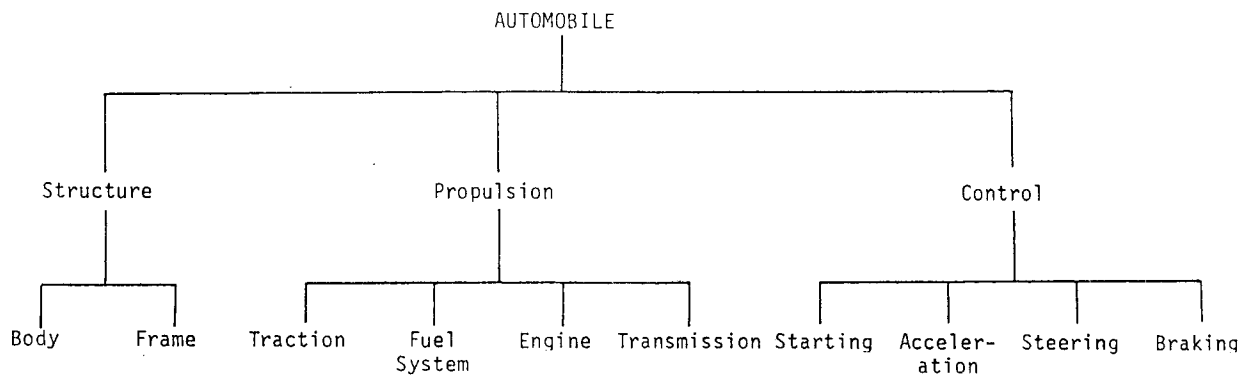 AUTOMOBILE
Structure
Propulsion
Control
Body
Frame
Traction
Fuel
System
Engine
Transmission
Starting
Acceler-
ation
Steering
Braking